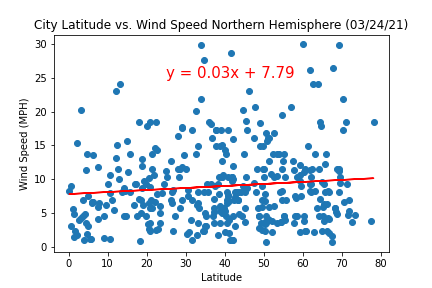 City Latitude vs. Wind Speed Northern Hemisphere (03/24/21)
30
25
20
15
10
5
0
Wind Speed (MPH)
y = 0.03x + 7.79
0 10 20 30 40 50 60 70 80
Latitude